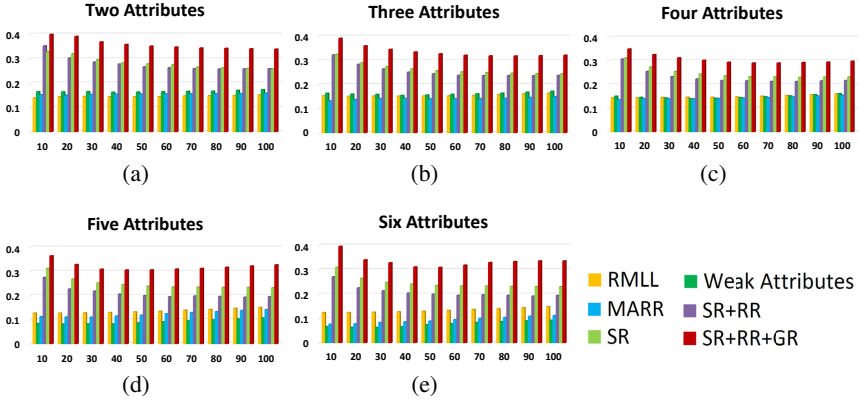 Two Attributes
0.4
0.3
0.2
0.1
0
10 20 30 40 50 60 70 80 90 100
(a)
Three Attributes
0.4
0.3
0.2
0.1
0
10 20 30 40 50 60 70 80 90 100
(b)
Four Attributes
0.4
0.3
0.2
0.1
0
10 20 30 40 50 60 70 80 90 100
(c)
Five Attributes
0.4
0.3
0.2
0.1
0
10 20 30 40 50 60 70 80 90 100
(d)
Six Attributes
0.4
0.3
0.2
0.1
0
10 20 30 40 50 60 70 80 90 100
(e)
RMLL
Weak Attributes
MARR
SR+RR
SR
SR+RR+GR